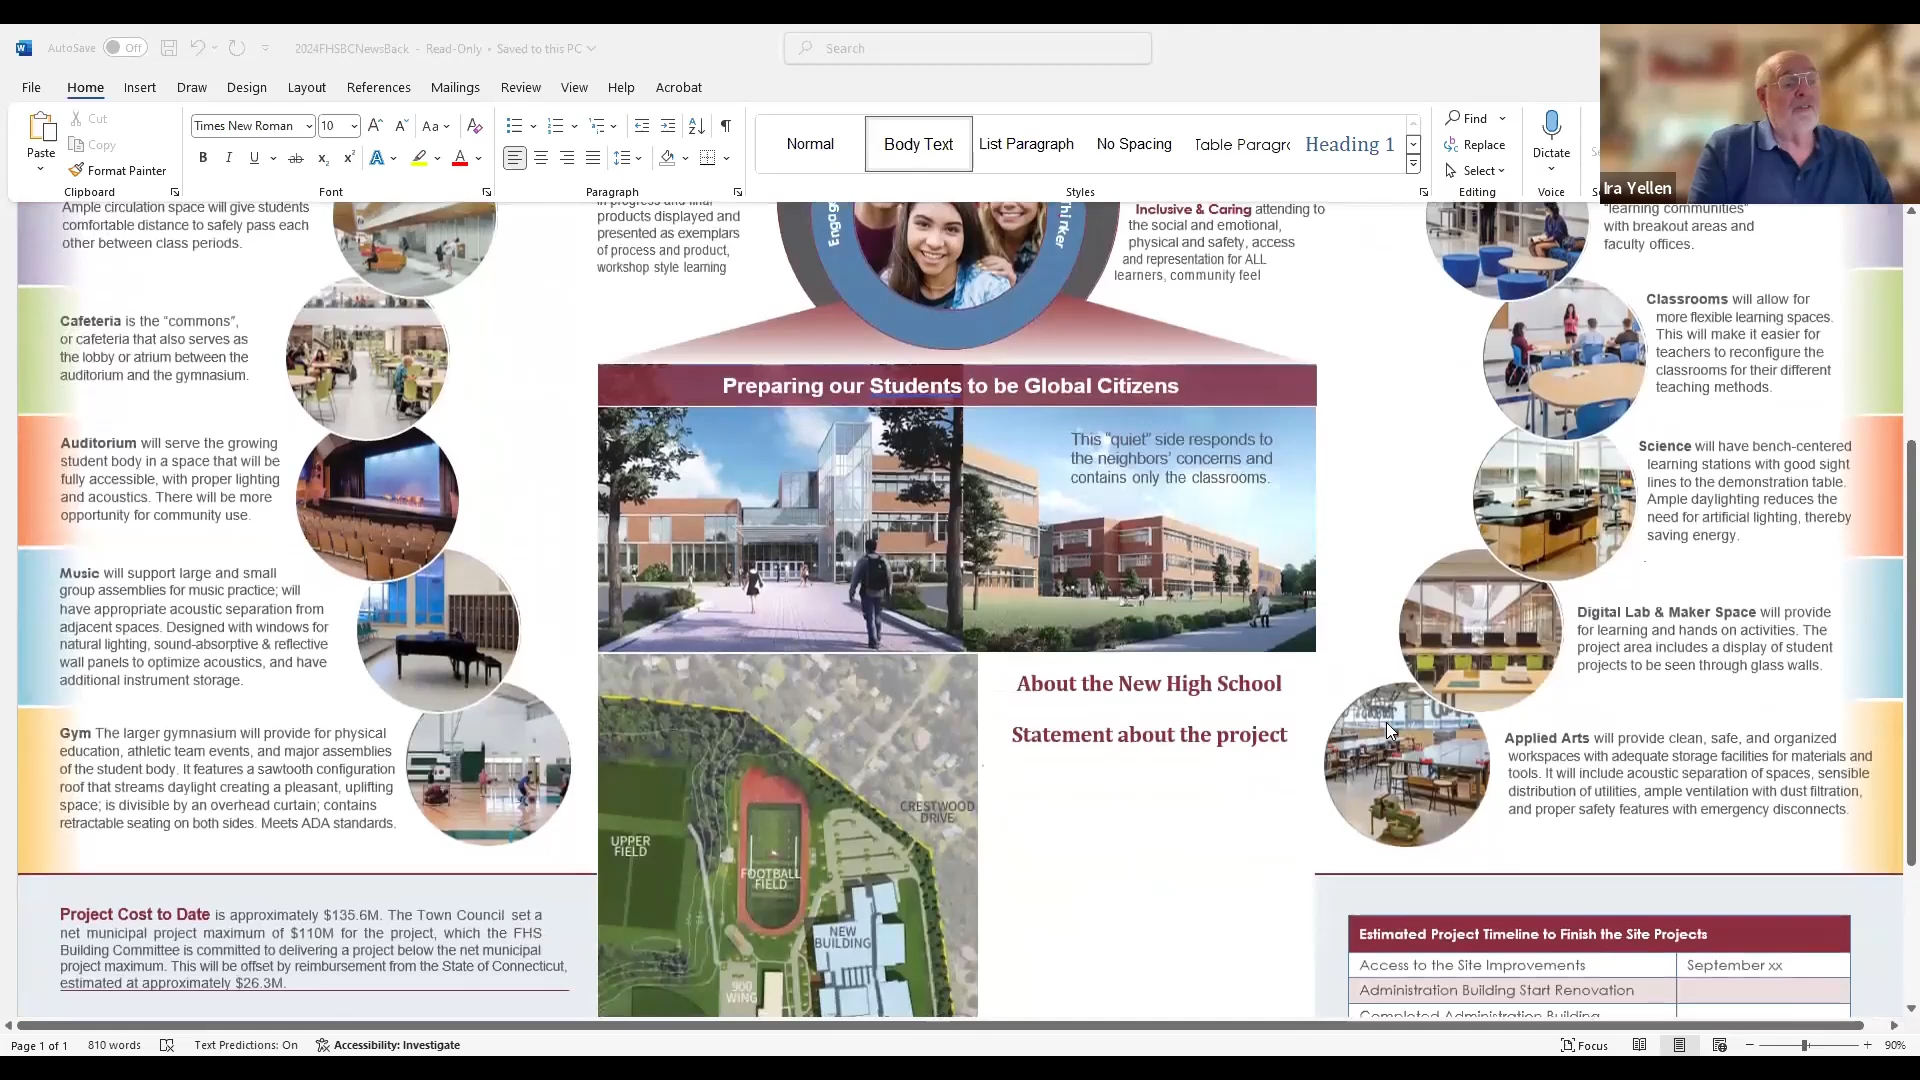 AutoSave Off 2024FHSBCNewsBack - Read-Only • Saved to this PC Search
File Home Insert Draw Design Layout References Mailings Review View Help Acrobat
Paste Cut Copy Format Painter
Clipboard
Times New Roman 10
Font
Paragraph
Normal Body Text List Paragraph No Spacing Table Paragra Heading 1
Styles
Find
Replace
Select
Editing
Dictate
Voice
Ira Yellen
Ample circulation space will give students
comfortable distance to safely pass each
other between class periods.
Cafeteria is the "commons",
or cafeteria that also serves as
the lobby or atrium between the
auditorium and the gymnasium.
Auditorium will serve the growing
student body in a space that will be
fully accessible, with proper lighting
and acoustics. There will be more
opportunity for community use.
Music will support large and small
group assemblies for music practice; will
have appropriate acoustic separation from
adjacent spaces. Designed with windows for
natural lighting, sound-absorptive & reflective
wall panels to optimize acoustics, and have
additional instrument storage.
Gym The larger gymnasium will provide for physical
education, athletic team events, and major assemblies
of the student body. It features a sawtooth configuration
roof that streams daylight creating a pleasant, uplifting
space; is divisible by an overhead curtain; contains
retractable seating on both sides. Meets ADA standards.
Project Cost to Date is approximately $135.6M. The Town Council set a
net municipal project maximum of $110M for the project, which the FHS
Building Committee is committed to delivering a project below the net municipal
project maximum. This will be offset by reimbursement from the State of Connecticut,
estimated at approximately $26.3M.
in progress and final
products displayed and
presented as exemplars
of process and product,
workshop style learning
Engag
Thinker
Inclusive & Caring attending to
the social and emotional,
physical and safety, access
and representation for ALL
learners, community feel
Preparing our Students to be Global Citizens
This "quiet" side responds to
the neighbors' concerns and
contains only the classrooms.
CRESTWOOD
DRIVE
UPPER
FIELD
FOOTBALL
FIELD
NEW
BUILDING
900
WING
About the New High School
Statement about the project
"learning communities"
with breakout areas and
faculty offices.
Classrooms will allow for
more flexible learning spaces.
This will make it easier for
teachers to reconfigure the
classrooms for their different
teaching methods.
Science will have bench-centered
learning stations with good sight
lines to the demonstration table.
Ample daylighting reduces the
need for artificial lighting, thereby
saving energy.
Digital Lab & Maker Space will provide
for learning and hands on activities. The
project area includes a display of student
projects to be seen through glass walls.
Applied Arts will provide clean, safe, and organized
workspaces with adequate storage facilities for materials and
tools. It will include acoustic separation of spaces, sensible
distribution of utilities, ample ventilation with dust filtration,
and proper safety features with emergency disconnects.
Estimated Project Timeline to Finish the Site Projects
Access to the Site Improvements September xx
Administration Building Start Renovation
Completed Administration Building
Page 1 of 1 810 words Text Predictions: On Accessibility: Investigate Focus 90%